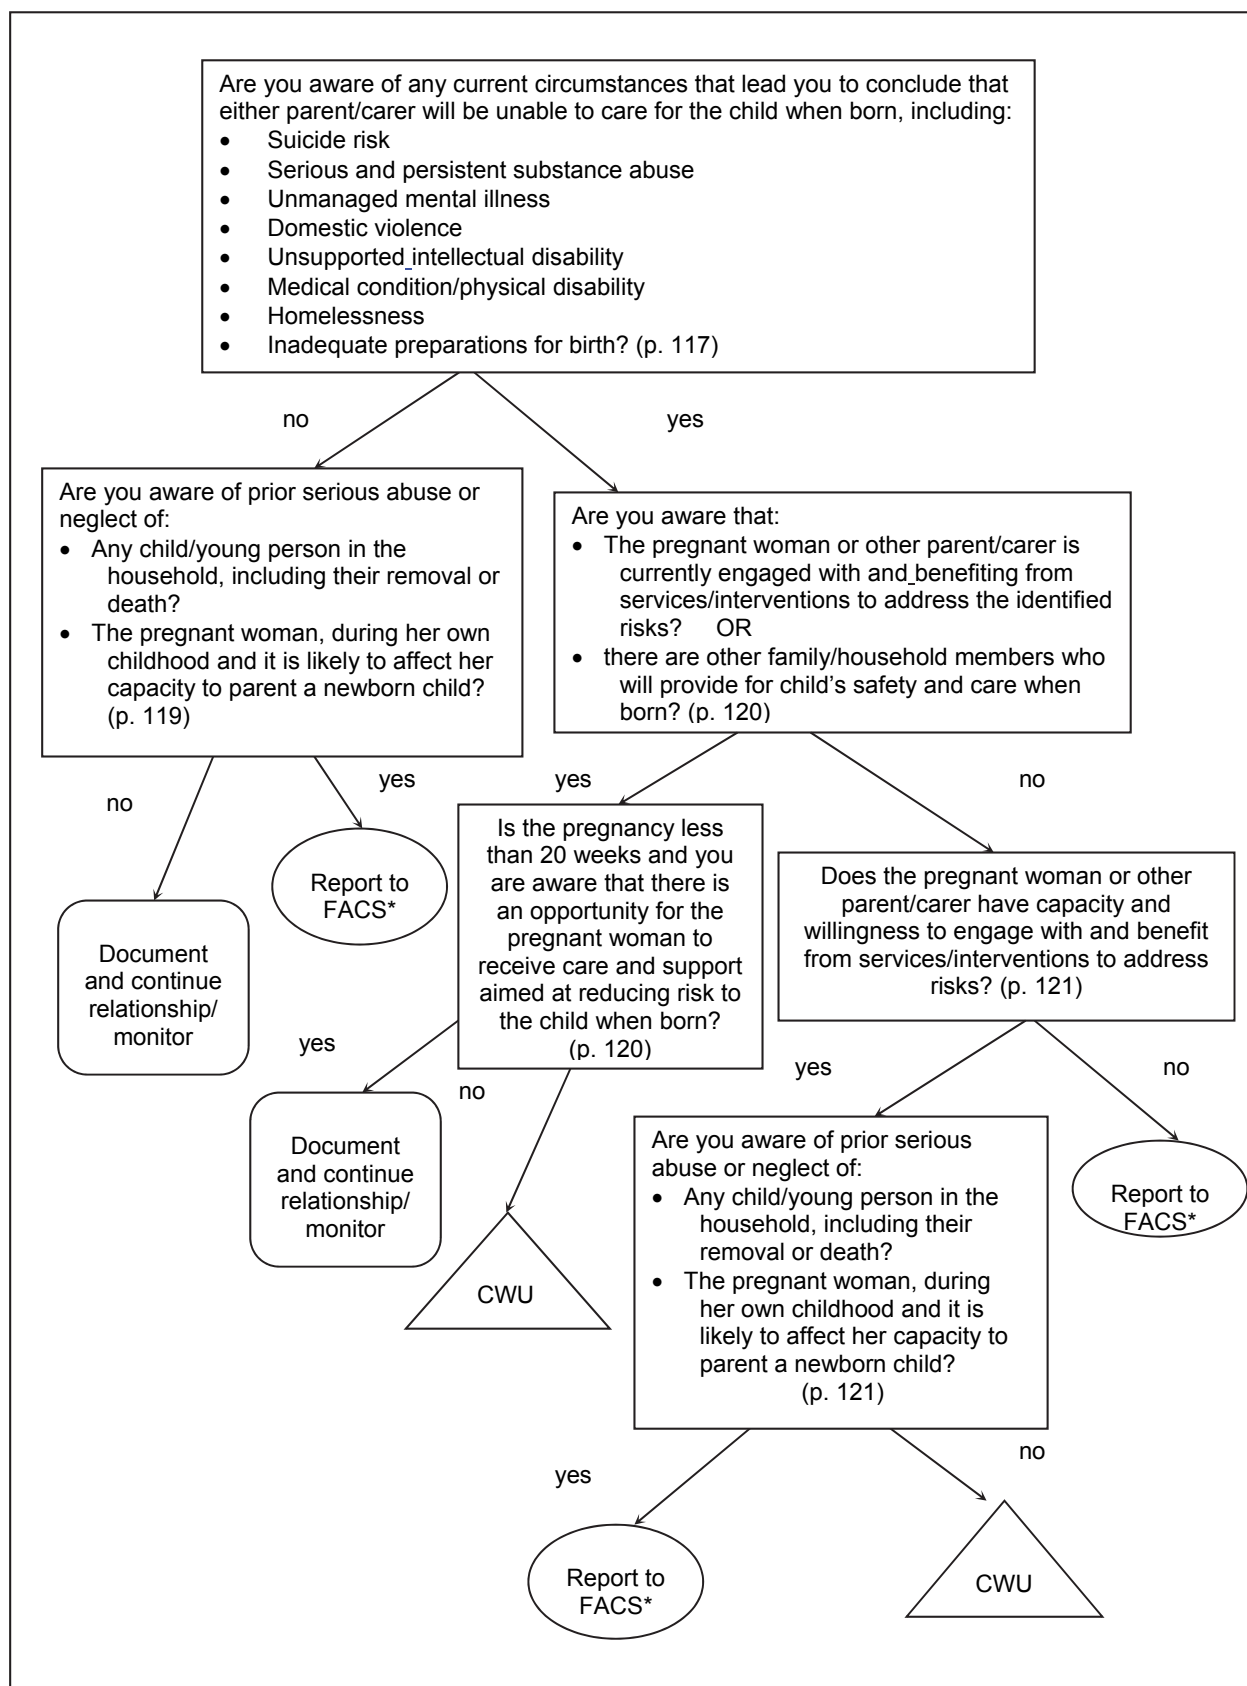 Are you aware of any current circumstances that lead you to conclude that
either parent/carer will be unable to care for the child when born, including:
• Suicide risk
• Serious and persistent substance abuse
• Unmanaged mental illness
• Domestic violence
• Unsupported intellectual disability
• Medical condition/physical disability
• Homelessness
• Inadequate preparations for birth? (p. 117)
no
yes
Are you aware of prior serious abuse or
neglect of:
• Any child/young person in the
household, including their removal or
death?
• The pregnant woman, during her own
childhood and it is likely to affect her
capacity to parent a newborn child?
(p. 119)
Are you aware that:
• The pregnant woman or other parent/carer is
currently engaged with and benefiting from
services/interventions to address the identified
risks? OR
• there are other family/household members who
will provide for child's safety and care when
born? (p. 120)
no
yes
yes
no
Document
and continue
relationship/
monitor
Report to
FACS*
Is the pregnancy less
than 20 weeks and you
are aware that there is
an opportunity for the
pregnant woman to
receive care and support
aimed at reducing risk to
the child when born?
(p. 120)
Does the pregnant woman or other
parent/carer have capacity and
willingness to engage with and benefit
from services/interventions to address
risks? (p. 121)
yes
no
yes
no
Document
and continue
relationship/
monitor
CWU
Are you aware of prior serious
abuse or neglect of:
• Any child/young person in the
household, including their
removal or death?
• The pregnant woman, during
her own childhood and it is
likely to affect her capacity to
parent a newborn child?
(p. 121)
Report to
FACS*
yes
no
Report to
FACS*
CWU